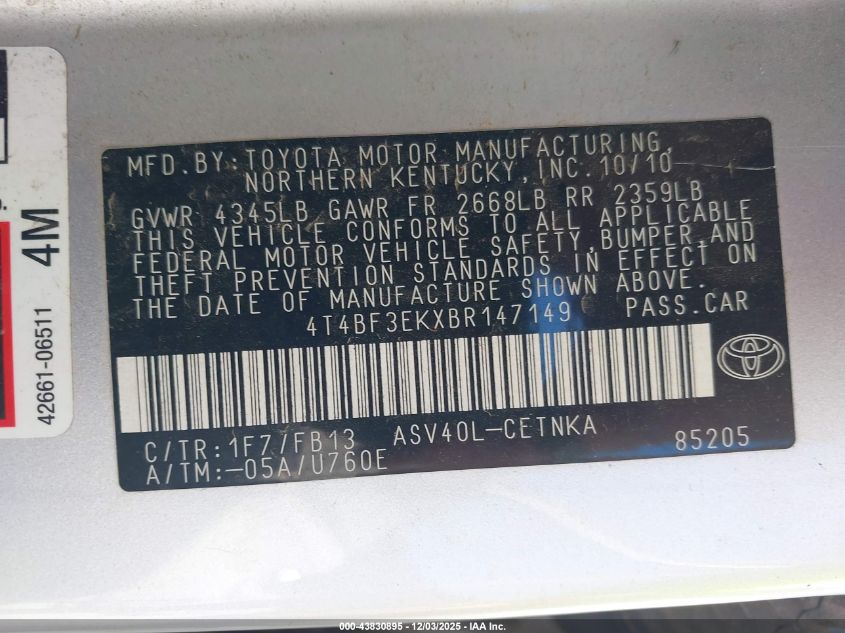 MFD. BY: TOYOTA MOTOR MANUFACTURING,
NORTHERN KENTUCKY, INC. 10/10
GVWR 4345LB GAWR FR 2668LB RR 2359LB
THIS VEHICLE CONFORMS TO ALL APPLICABLE
FEDERAL MOTOR VEHICLE SAFETY, BUMPER, AND
THEFT PREVENTION STANDARDS IN EFFECT ON
THE DATE OF MANUFACTURE SHOWN ABOVE.
4T4BF3EKXBR147149 PASS.CAR
C/TR:1F7/FB13 ASV40L-CETNKA 85205
A/TM:-05A/U760E
4M
42661-06511
000-43830895 - 12/03/2025 - IAA Inc.